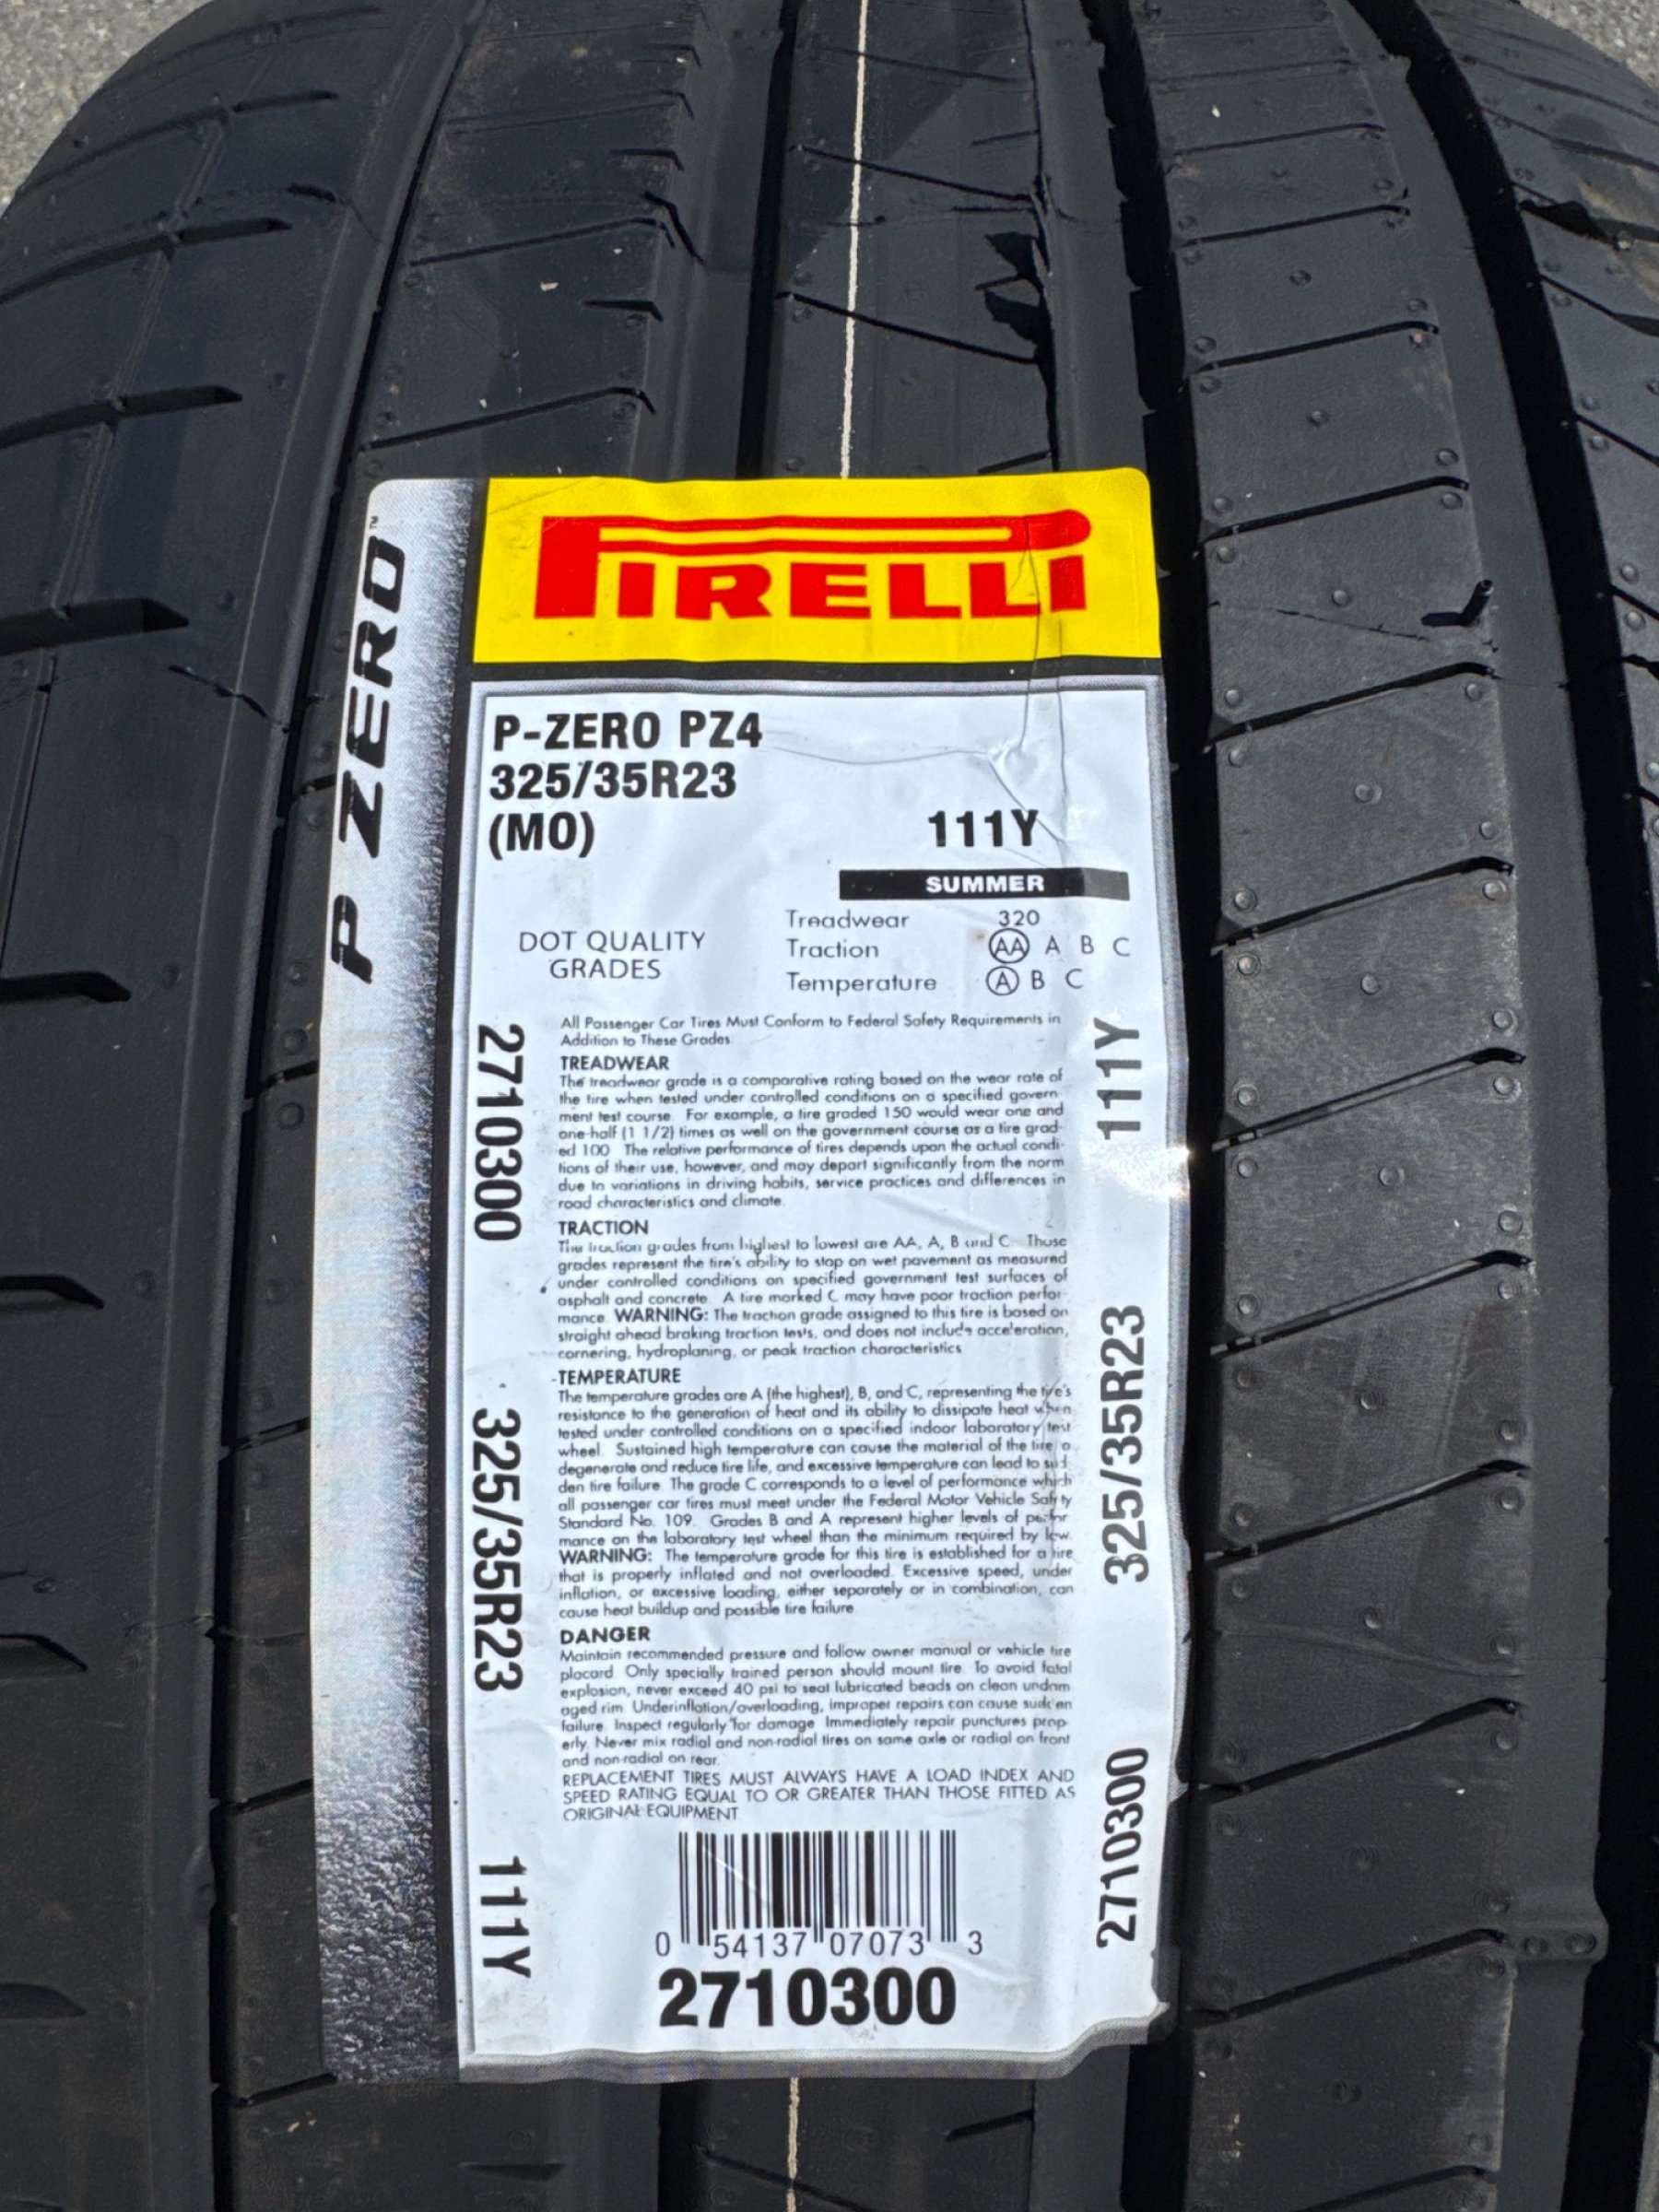 PIRELLI
P ZERO™
P-ZERO PZ4
325/35R23
(MO)
111Y
SUMMER
DOT QUALITY
GRADES
Treadwear 320
Traction AA A B C
Temperature A B C
All Passenger Car Tires Must Conform to Federal Safety Requirements in
Addition to These Grades
TREADWEAR
The treadwear grade is a comparative rating based on the wear rate of
the tire when tested under controlled conditions on a specified govern
ment test course. For example, a tire graded 150 would wear one and
one-half (1 1/2) times as well on the government course as a tire grad-
ed 100 The relative performance of tires depends upon the actual condi-
tions of their use, however, and may depart significantly from the norm
due to variations in driving habits, service practices and differences in
road characteristics and climate.
TRACTION
The traction grades from highest to lowest are AA, A, B and C. Those
grades represent the tire's ability to stop on wet pavement as measured
under controlled conditions on specified government test surfaces of
asphalt and concrete. A tire marked C may have poor traction perfor-
mance. WARNING: The traction grade assigned to this tire is based on
straight ahead braking traction tests, and does not include acceleration,
cornering, hydroplaning, or peak traction characteristics
TEMPERATURE
The temperature grades are A (the highest), B, and C, representing the tire's
resistance to the generation of heat and its ability to dissipate heat when
tested under controlled conditions on a specified indoor laboratory test
wheel. Sustained high temperature can cause the material of the tire to
degenerate and reduce tire life, and excessive temperature can lead to sud
den tire failure. The grade C corresponds to a level of performance which
all passenger car tires must meet under the Federal Motor Vehicle Safety
Standard No. 109. Grades B and A represent higher levels of perfor
mance on the laboratory test wheel than the minimum required by law.
WARNING: The temperature grade for this tire is established for a tire
that is properly inflated and not overloaded. Excessive speed, under
inflation, or excessive loading, either separately or in combination, can
cause heat buildup and possible tire failure
DANGER
Maintain recommended pressure and follow owner manual or vehicle tire
placard. Only specially trained person should mount tire. To avoid fatal
explosion, never exceed 40 psi to seat lubricated beads on clean undam
aged rim. Underinflation/overloading, improper repairs can cause sudden
failure. Inspect regularly for damage. Immediately repair punctures prop-
erly. Never mix radial and non-radial tires on same axle or radial on front
and non-radial on rear.
REPLACEMENT TIRES MUST ALWAYS HAVE A LOAD INDEX AND
SPEED RATING EQUAL TO OR GREATER THAN THOSE FITTED AS
ORIGINAL EQUIPMENT
0 54137 07073 3
2710300
2710300 325/35R23 111Y
111Y 325/35R23 2710300